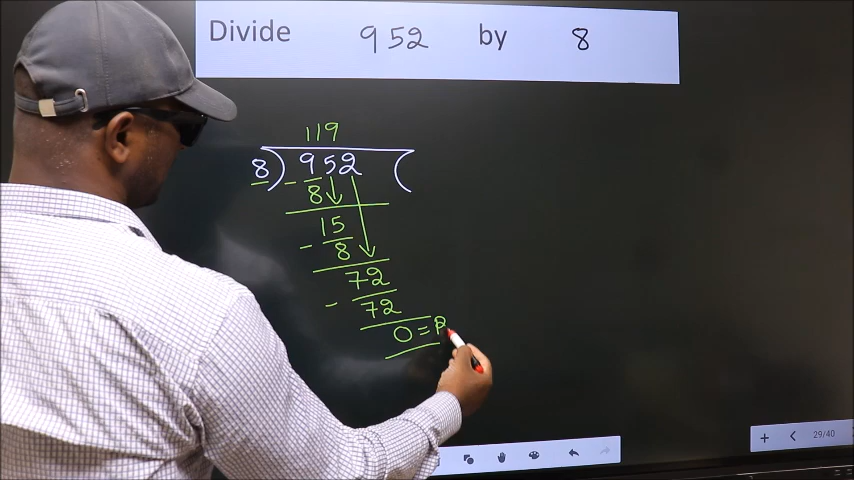 Divide 952 by 8
119
8) 952 (
- 8
15
- 8
72
- 72
0 = R
29/40